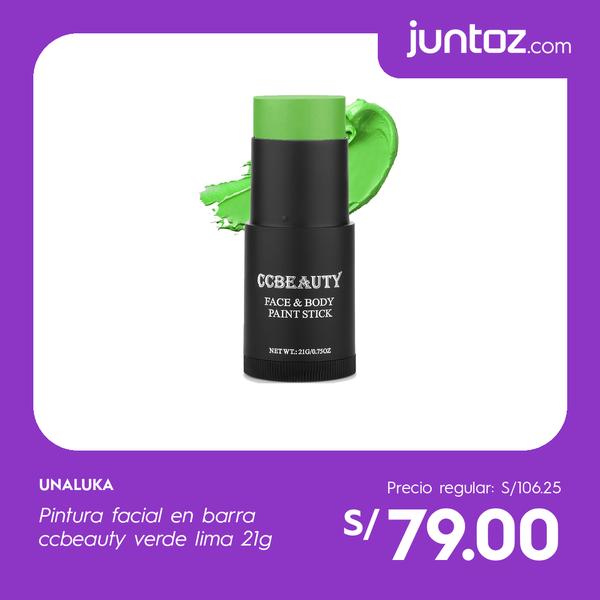 juntoz.com
CCBEAUTY
FACE & BODY
PAINT STICK
NET WT.: 21G/0.75OZ
UNALUKA
Pintura facial en barra
ccbeauty verde lima 21g
Precio regular: S/106.25
S/79.00